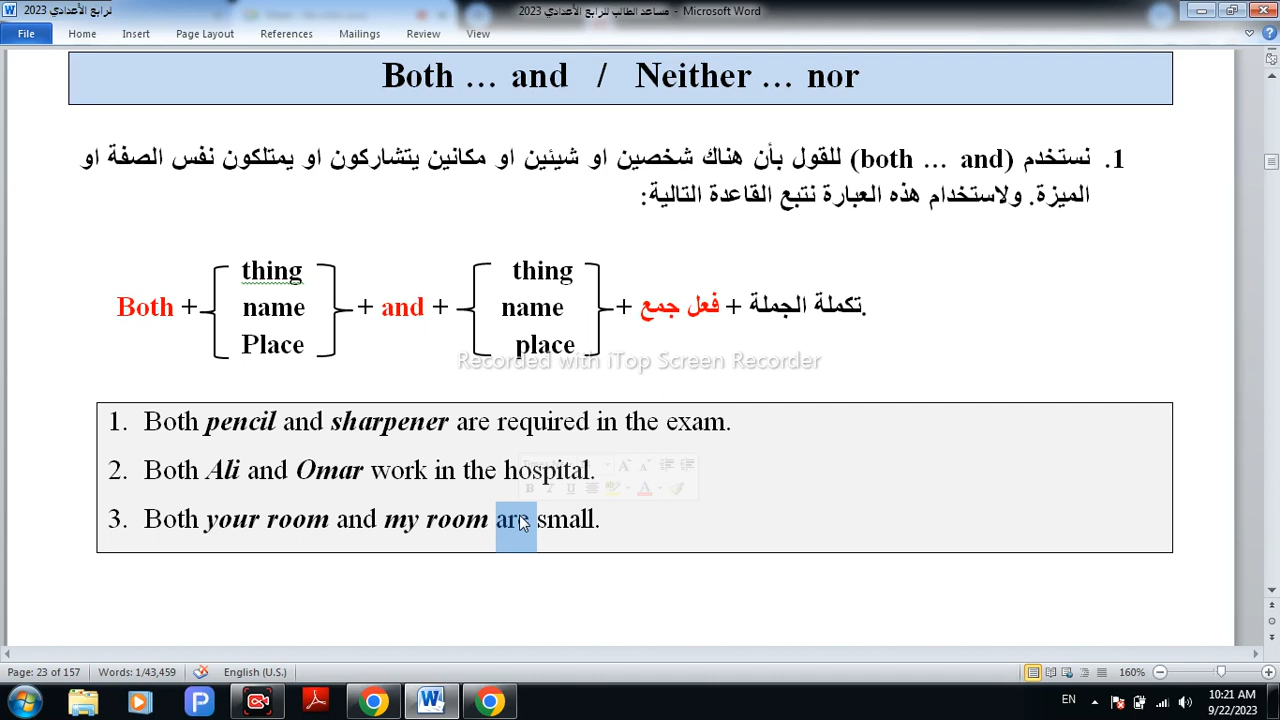 لرابع الأعدادي 2023
مساعد الطالب للرابع الأعدادي 2023 - Microsoft Word
File Home Insert Page Layout References Mailings Review View
Both … and / Neither … nor
1. نستخدم (both … and) للقول بأن هناك شخصين او شيئين او مكانين يتشاركون او يمتلكون نفس الصفة او
الميزة. ولاستخدام هذه العبارة نتبع القاعدة التالية:
thing thing
Both + name + and + name + فعل جمع + تكملة الجملة.
Place place
Recorded with iTop Screen Recorder
1. Both pencil and sharpener are required in the exam.
2. Both Ali and Omar work in the hospital.
3. Both your room and my room are small.
Page: 23 of 157 Words: 1/43,459 English (U.S.) 160%
EN 10:21 AM
9/22/2023